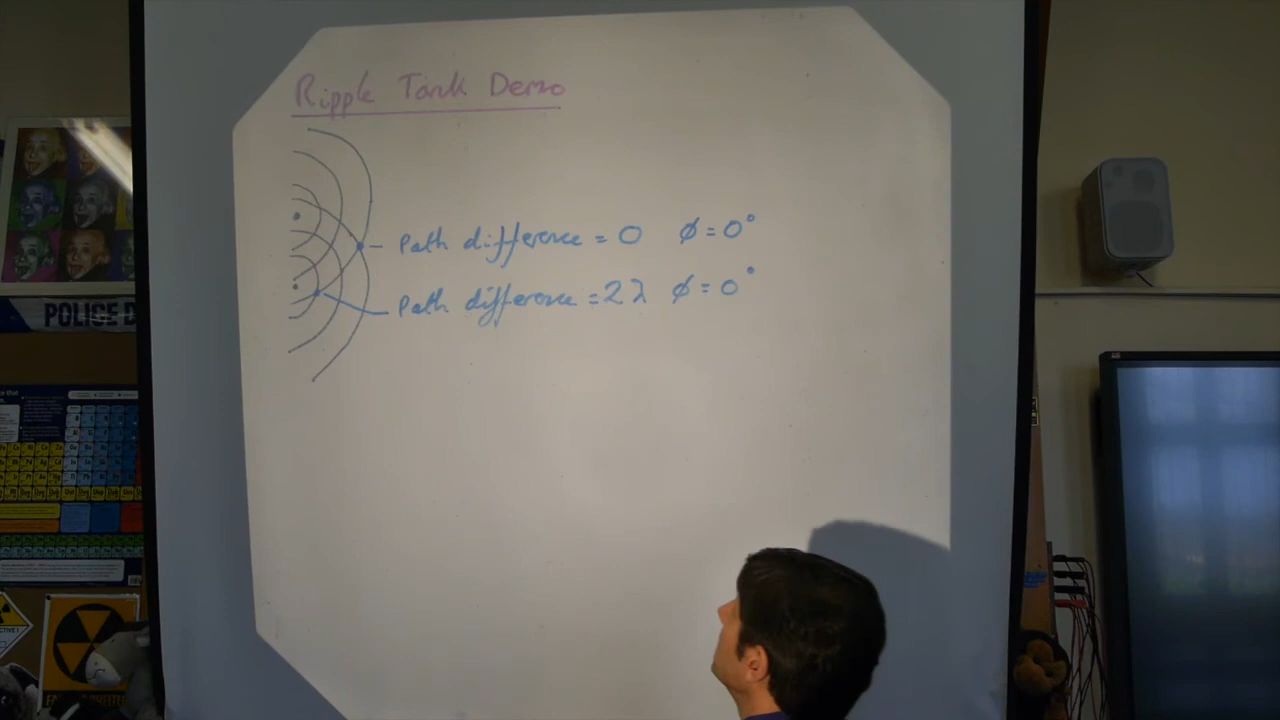 Ripple Tank Demo
Path difference = 0 ϕ = 0°
Path difference = 2λ ϕ = 0°
POLICE D